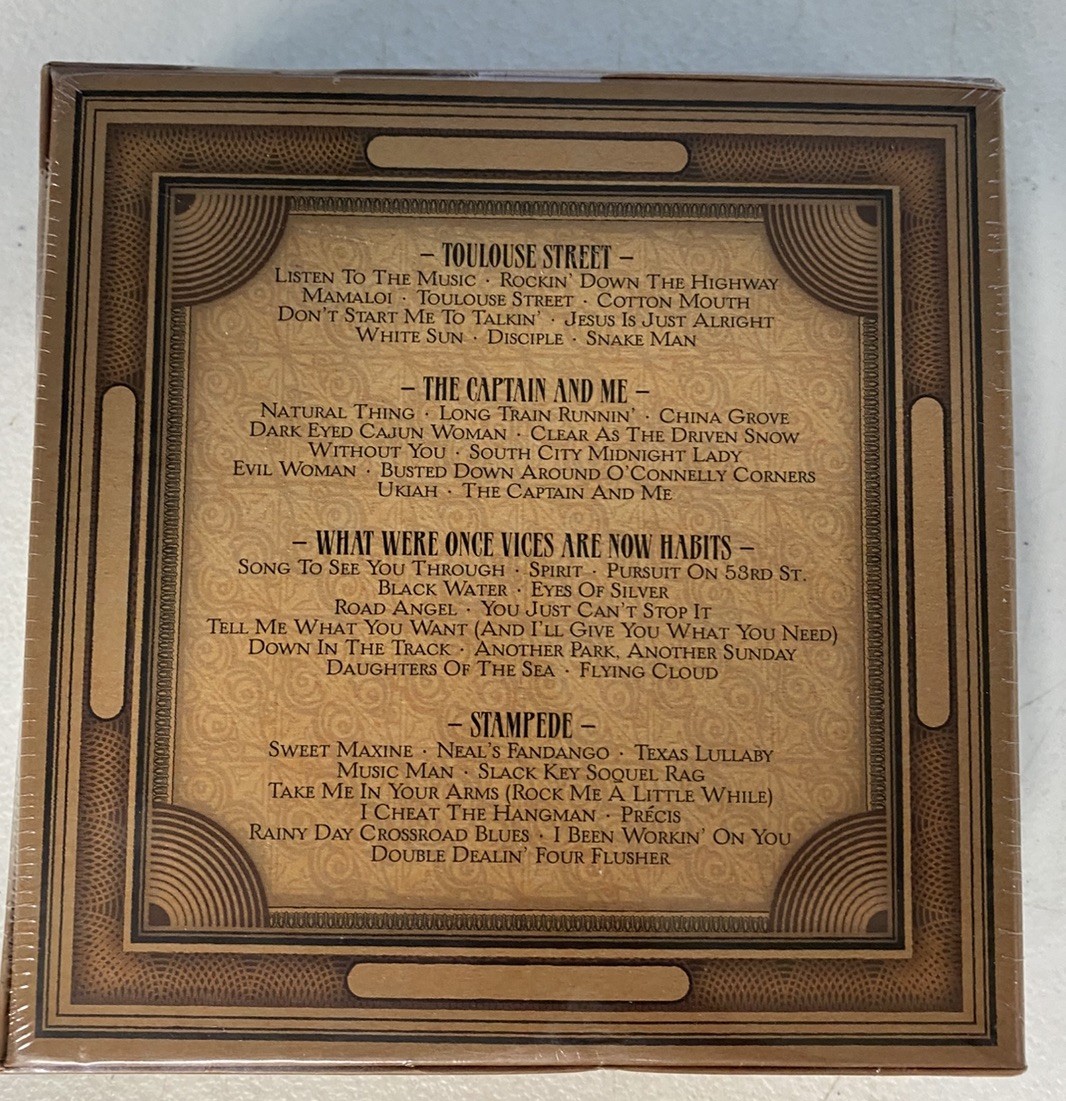 – TOULOUSE STREET –
LISTEN TO THE MUSIC · ROCKIN' DOWN THE HIGHWAY
MAMALOI · TOULOUSE STREET · COTTON MOUTH
DON'T START ME TO TALKIN' · JESUS IS JUST ALRIGHT
WHITE SUN · DISCIPLE · SNAKE MAN
– THE CAPTAIN AND ME –
NATURAL THING · LONG TRAIN RUNNIN' · CHINA GROVE
DARK EYED CAJUN WOMAN · CLEAR AS THE DRIVEN SNOW
WITHOUT YOU · SOUTH CITY MIDNIGHT LADY
EVIL WOMAN · BUSTED DOWN AROUND O'CONNELLY CORNERS
UKIAH · THE CAPTAIN AND ME
– WHAT WERE ONCE VICES ARE NOW HABITS –
SONG TO SEE YOU THROUGH · SPIRIT · PURSUIT ON 53RD ST.
BLACK WATER · EYES OF SILVER
ROAD ANGEL · YOU JUST CAN'T STOP IT
TELL ME WHAT YOU WANT (AND I'LL GIVE YOU WHAT YOU NEED)
DOWN IN THE TRACK · ANOTHER PARK, ANOTHER SUNDAY
DAUGHTERS OF THE SEA · FLYING CLOUD
– STAMPEDE –
SWEET MAXINE · NEAL'S FANDANGO · TEXAS LULLABY
MUSIC MAN · SLACK KEY SOQUEL RAG
TAKE ME IN YOUR ARMS (ROCK ME A LITTLE WHILE)
I CHEAT THE HANGMAN · PRÉCIS
RAINY DAY CROSSROAD BLUES · I BEEN WORKIN' ON YOU
DOUBLE DEALIN' FOUR FLUSHER